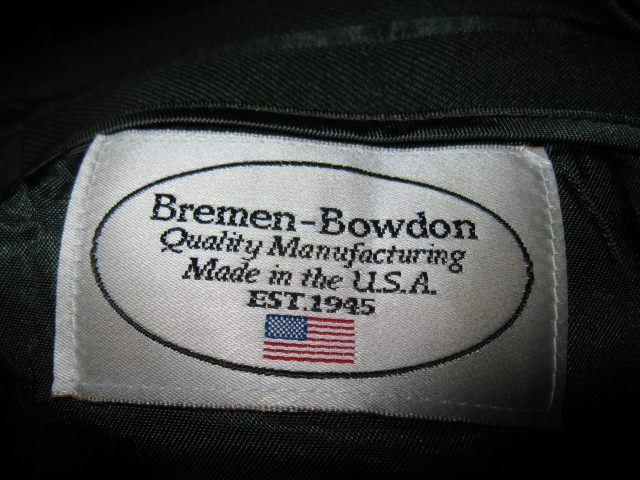 Bremen-Bowdon
Quality Manufacturing
Made in the U.S.A.
EST.1945